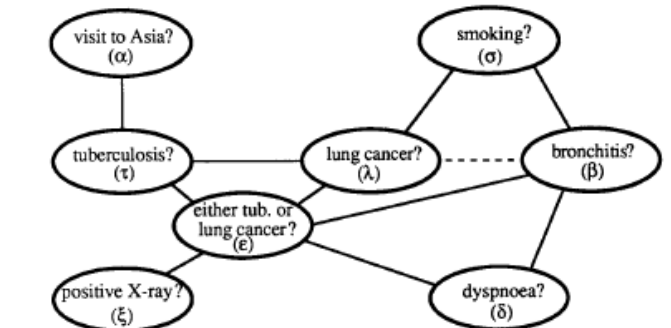 visit to Asia?
(α)
smoking?
(σ)
tuberculosis?
(τ)
lung cancer?
(λ)
bronchitis?
(β)
either tub. or
lung cancer?
(ε)
positive X-ray?
(ξ)
dyspnoea?
(δ)